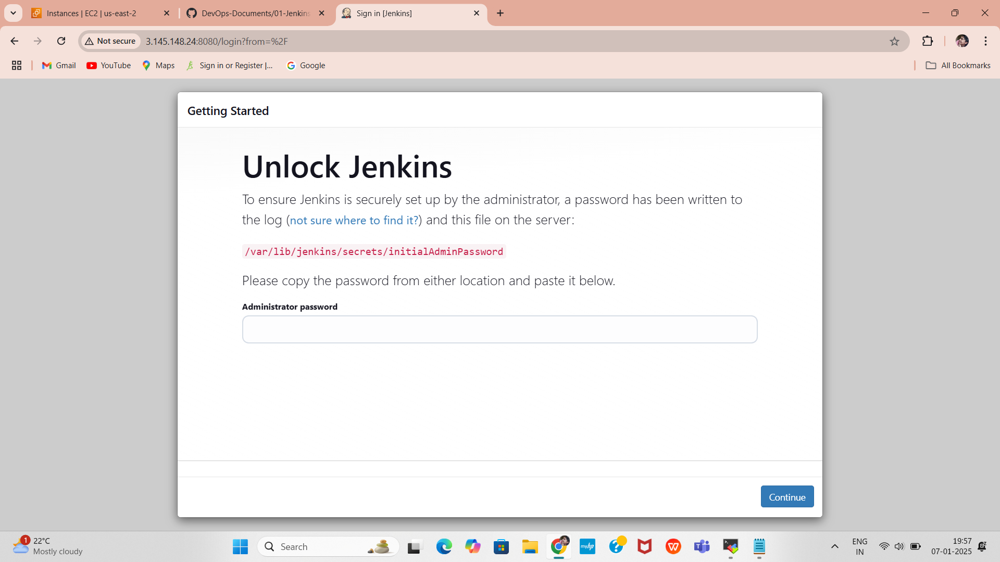 Instances | EC2 | us-east-2
DevOps-Documents/01-Jenkins
Sign in [Jenkins]
Not secure
3.145.148.24:8080/login?from=%2F
Gmail
YouTube
Maps
Sign in or Register |...
Google
All Bookmarks
Getting Started
Unlock Jenkins
To ensure Jenkins is securely set up by the administrator, a password has been written to
the log (not sure where to find it?) and this file on the server:
/var/lib/jenkins/secrets/initialAdminPassword
Please copy the password from either location and paste it below.
Administrator password
Continue
1
22°C
Mostly cloudy
Search
myhp
ENG
IN
19:57
07-01-2025